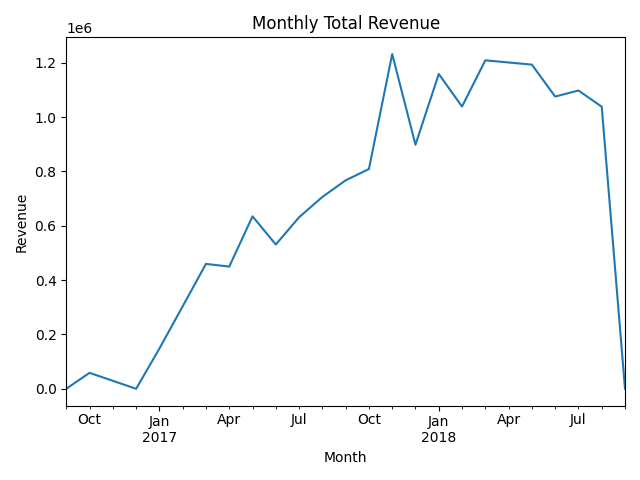 Monthly Total Revenue
1e6
1.2
1.0
0.8
0.6
0.4
0.2
0.0
Revenue
Oct
Jan
2017
Apr
Jul
Oct
Jan
2018
Apr
Jul
Month